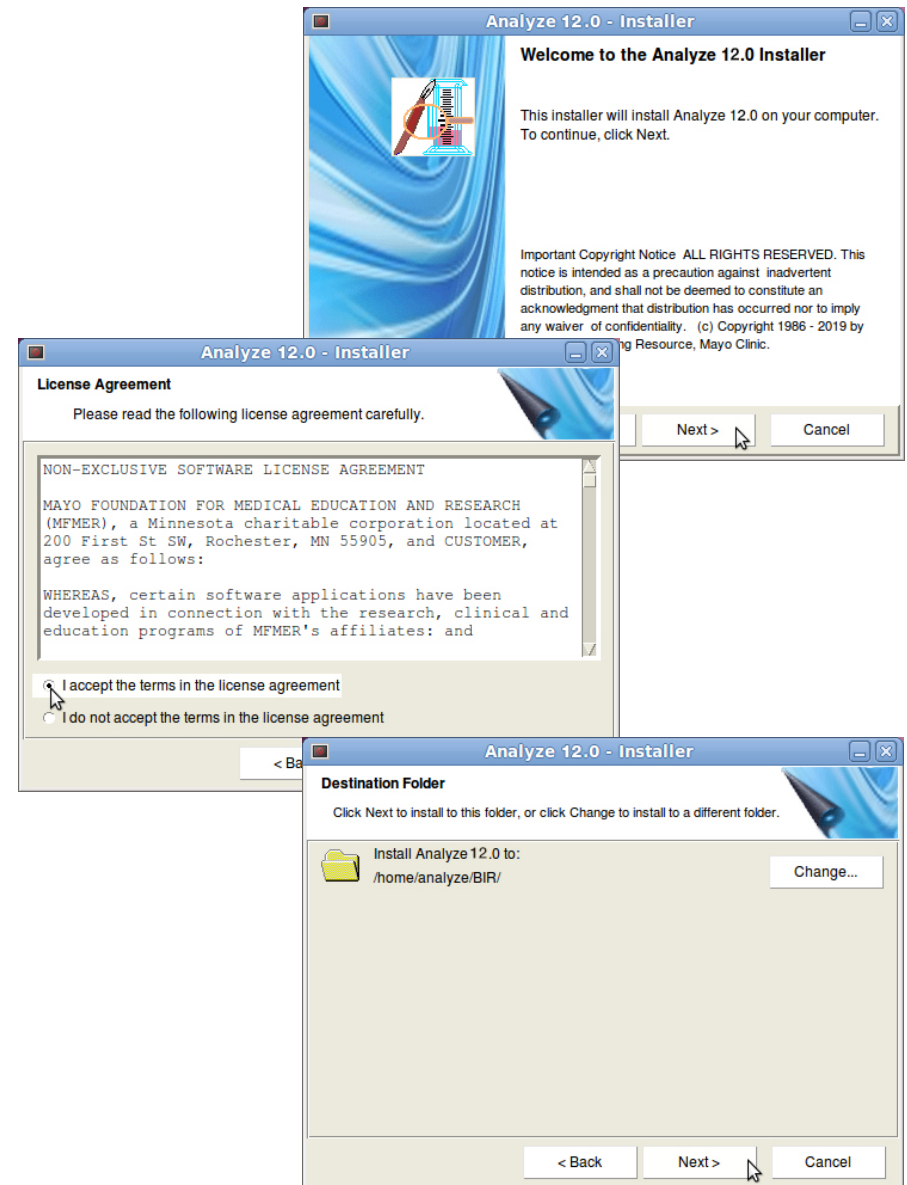 Analyze 12.0 - Installer
Welcome to the Analyze 12.0 Installer
This installer will install Analyze 12.0 on your computer.
To continue, click Next.
Important Copyright Notice  ALL RIGHTS RESERVED. This
notice is intended as a precaution against  inadvertent
distribution, and shall not be deemed to constitute an
acknowledgment that distribution has occurred nor to imply
any waiver  of confidentiality.   (c) Copyright 1986 - 2019 by
Resource, Mayo Clinic.
Next >
Cancel
Analyze 12.0 - Installer
License Agreement
Please read the following license agreement carefully.
NON-EXCLUSIVE SOFTWARE LICENSE AGREEMENT
MAYO FOUNDATION FOR MEDICAL EDUCATION AND RESEARCH
(MFMER), a Minnesota charitable corporation located at
200 First St SW, Rochester, MN 55905, and CUSTOMER,
agree as follows:
WHEREAS, certain software applications have been
developed in connection with the research, clinical and
education programs of MFMER's affiliates: and
I accept the terms in the license agreement
I do not accept the terms in the license agreement
< Ba
Analyze 12.0 - Installer
Destination Folder
Click Next to install to this folder, or click Change to install to a different folder.
Install Analyze 12.0 to:
/home/analyze/BIR/
Change...
< Back
Next >
Cancel